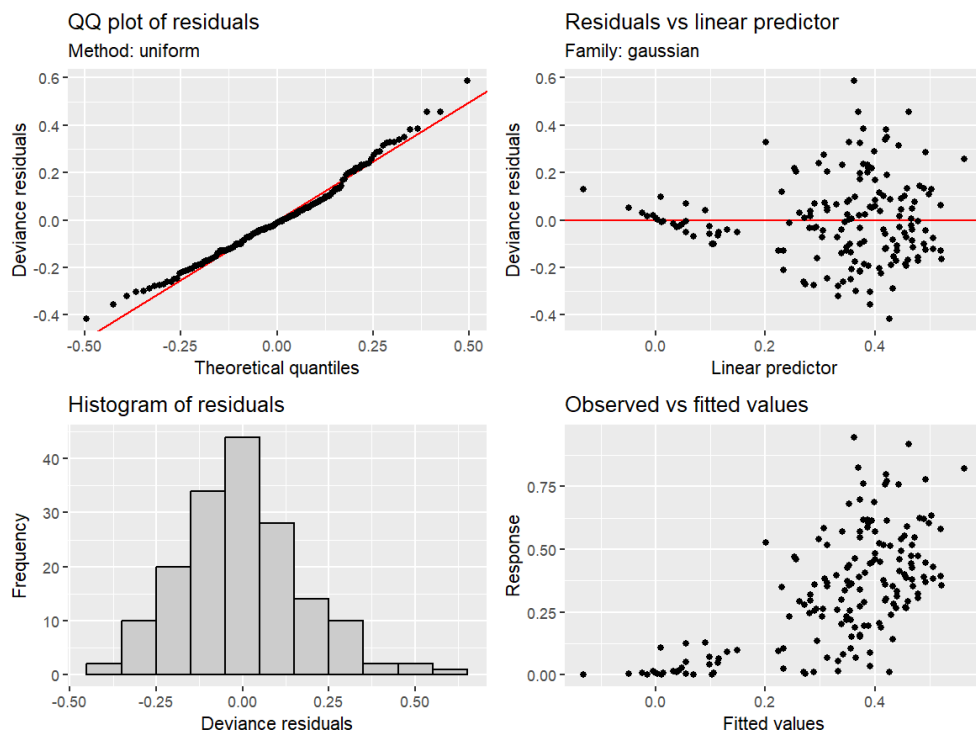 QQ plot of residuals
Method: uniform
Deviance residuals
0.6
0.4
0.2
0.0
-0.2
-0.4
-0.50
-0.25
0.00
0.25
0.50
Theoretical quantiles
Residuals vs linear predictor
Family: gaussian
Deviance residuals
0.6
0.4
0.2
0.0
-0.2
-0.4
0.0
0.2
0.4
Linear predictor
Histogram of residuals
Frequency
40
30
20
10
0
-0.50
-0.25
0.00
0.25
0.50
Deviance residuals
Observed vs fitted values
Response
0.75
0.50
0.25
0.00
0.0
0.2
0.4
Fitted values